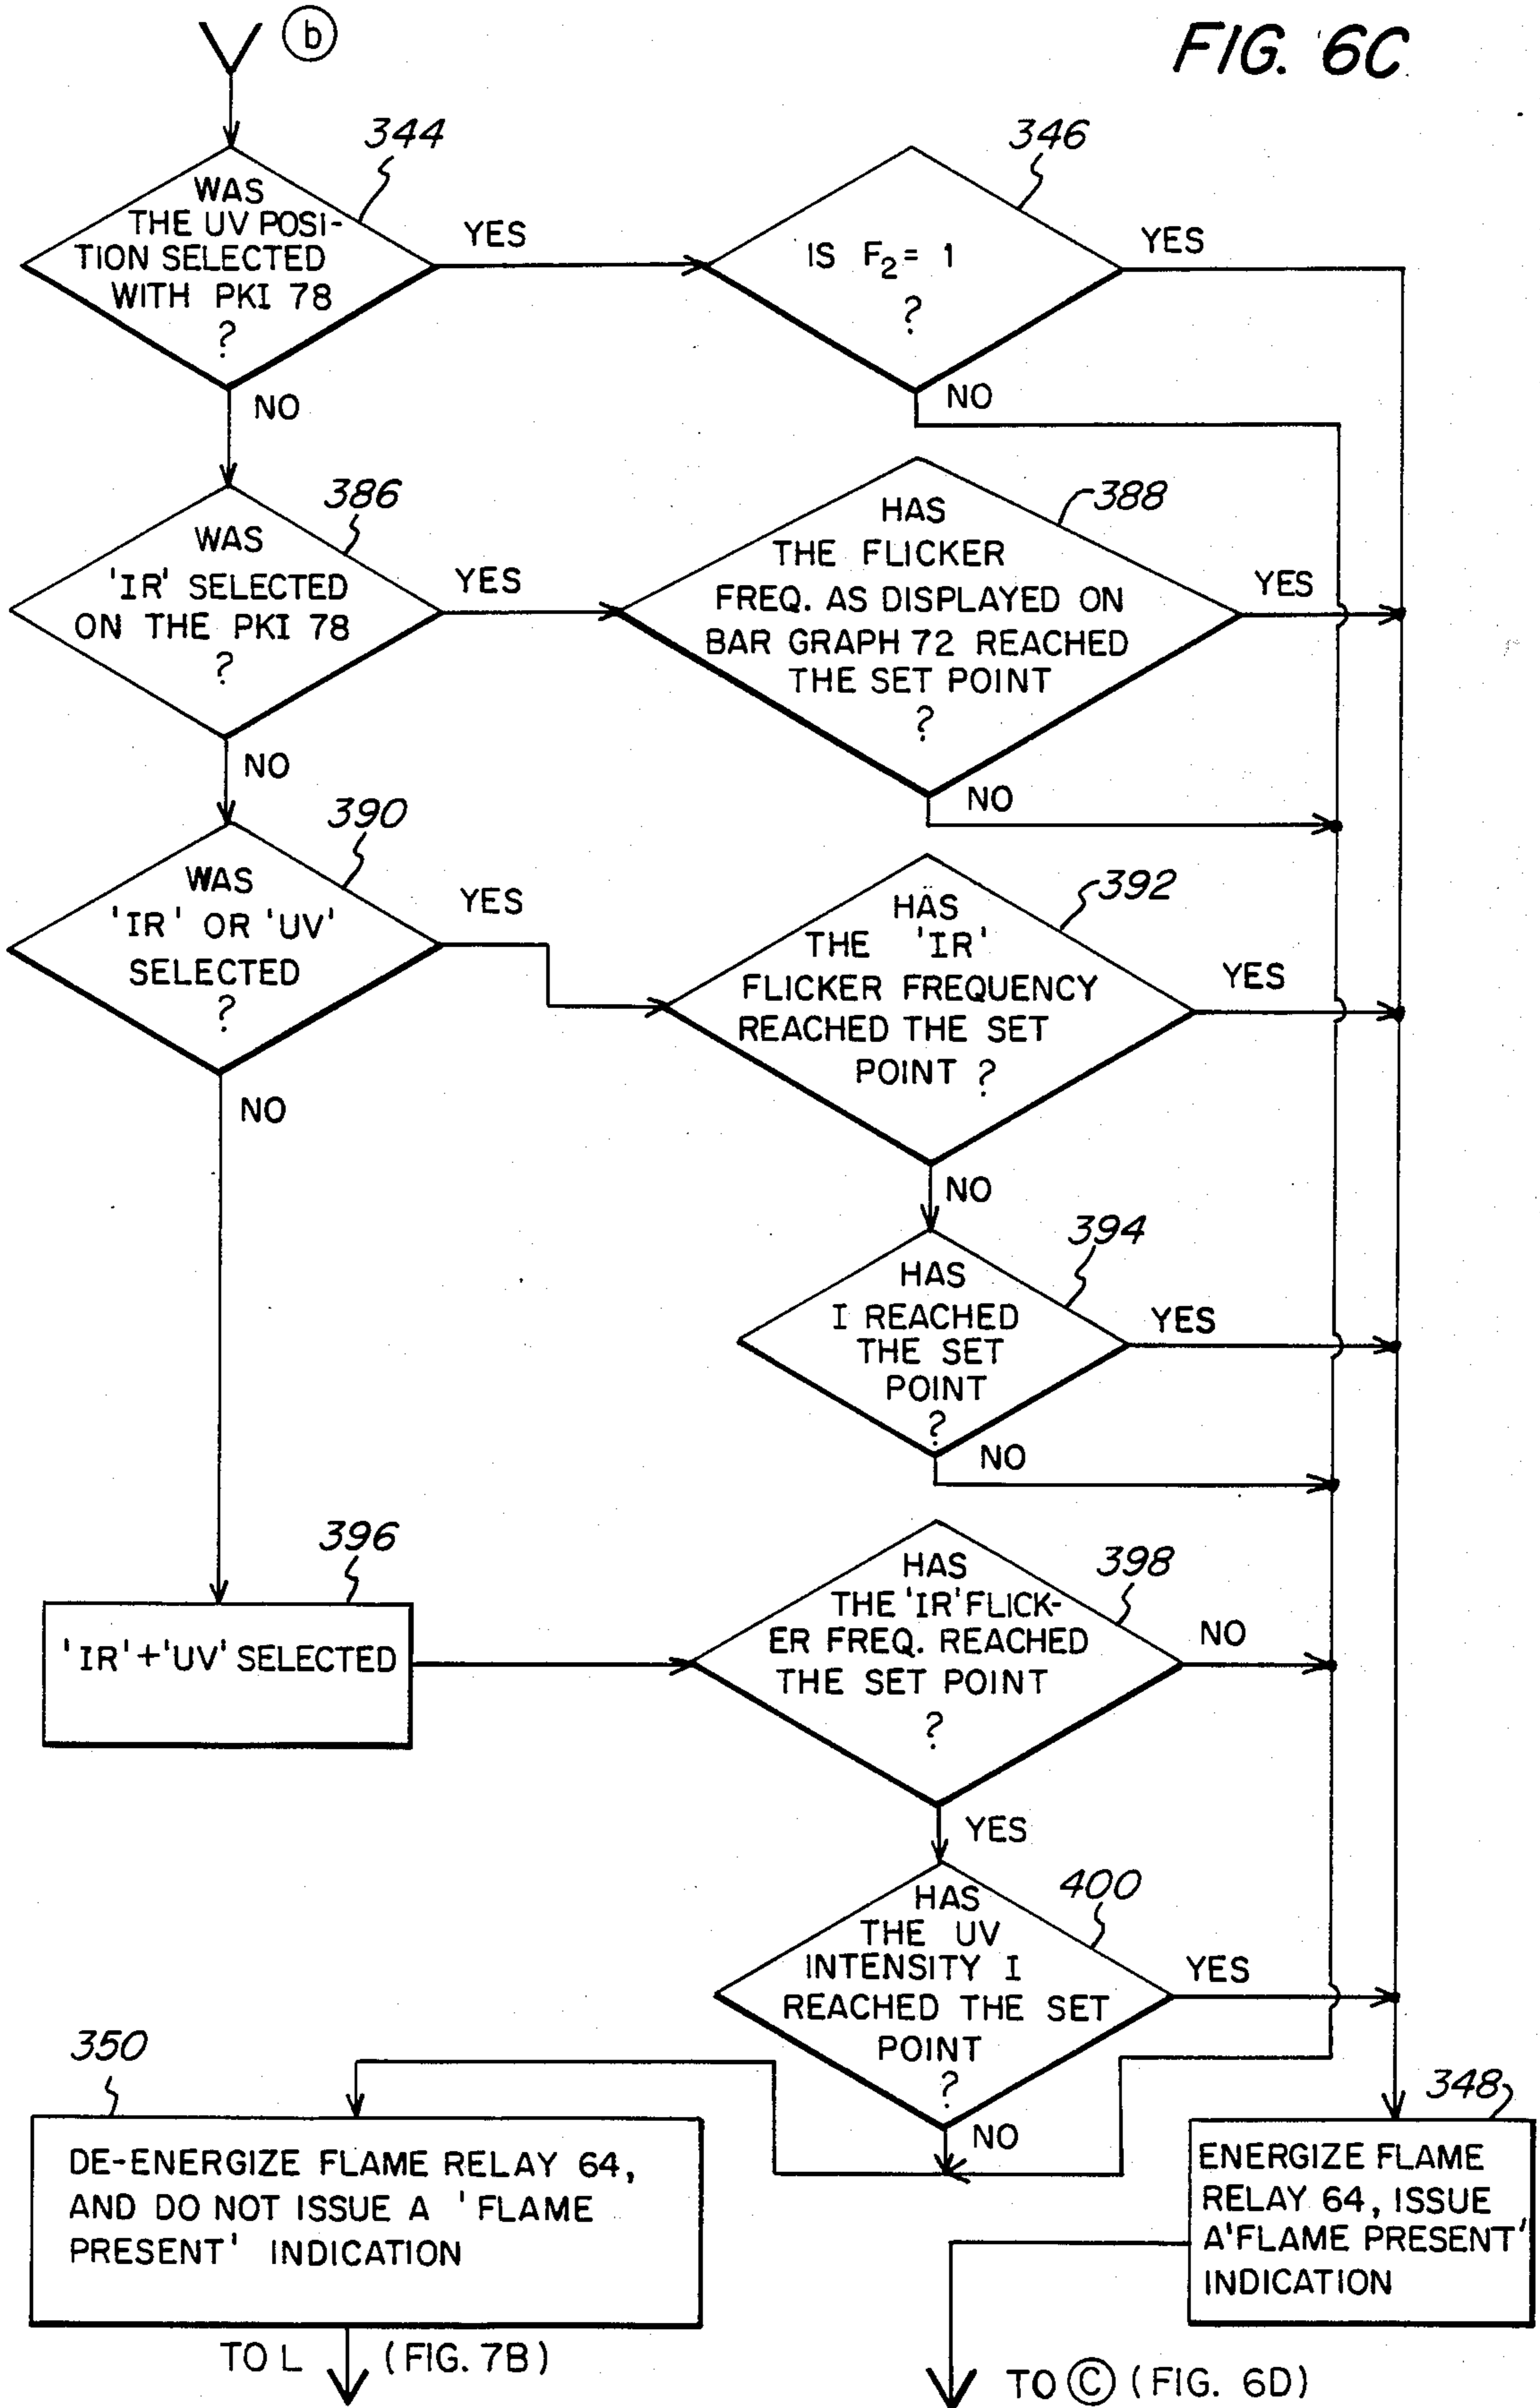 FIG. 6C
b
344
WAS
THE UV POSI-
TION SELECTED
WITH PKI 78
?
YES
NO
346
IS F₂ = 1
?
YES
NO
386
WAS
'IR' SELECTED
ON THE PKI 78
?
YES
NO
388
HAS
THE FLICKER
FREQ. AS DISPLAYED ON
BAR GRAPH 72 REACHED
THE SET POINT
?
YES
NO
390
WAS
'IR' OR 'UV'
SELECTED
?
YES
NO
392
HAS
THE 'IR'
FLICKER FREQUENCY
REACHED THE SET
POINT ?
YES
NO
394
HAS
I REACHED
THE SET
POINT
?
YES
NO
396
'IR'+'UV' SELECTED
398
HAS
THE 'IR' FLICK-
ER FREQ. REACHED
THE SET POINT
?
NO
YES
400
HAS
THE UV
INTENSITY I
REACHED THE SET
POINT
?
YES
NO
350
DE-ENERGIZE FLAME RELAY 64,
AND DO NOT ISSUE A 'FLAME
PRESENT' INDICATION
TO L (FIG. 7B)
348
ENERGIZE FLAME
RELAY 64, ISSUE
A 'FLAME PRESENT'
INDICATION
TO C (FIG. 6D)